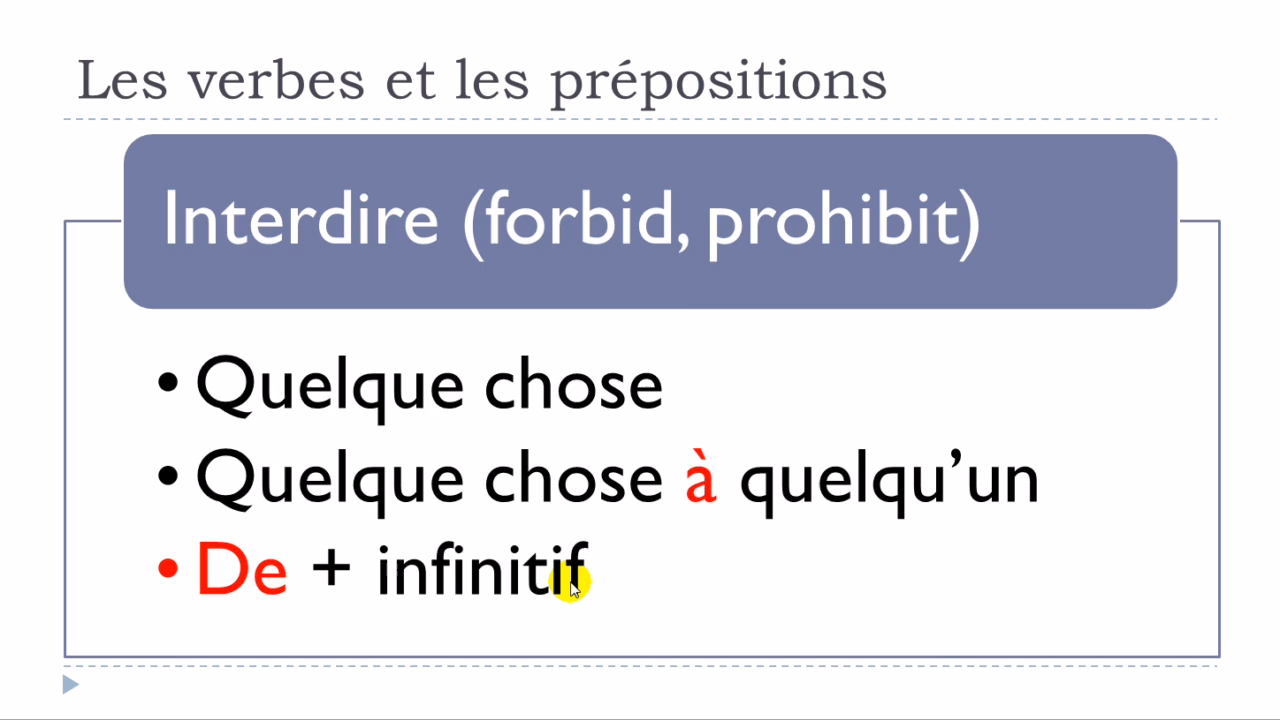 Les verbes et les prépositions
Interdire (forbid, prohibit)
• Quelque chose
• Quelque chose à quelqu’un
• De + infinitif